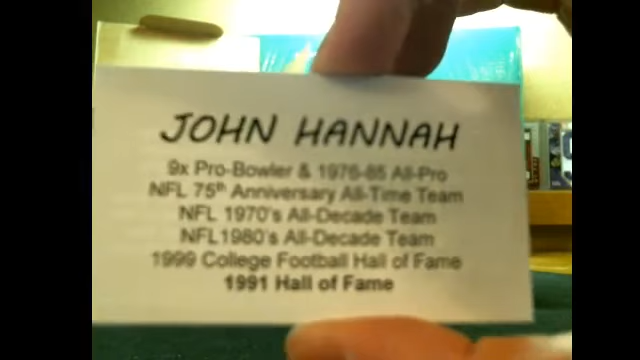 JOHN HANNAH
9x Pro-Bowler & 1976-85 All-Pro
NFL 75th Anniversary All-Time Team
NFL 1970's All-Decade Team
NFL1980's All-Decade Team
1999 College Football Hall of Fame
1991 Hall of Fame